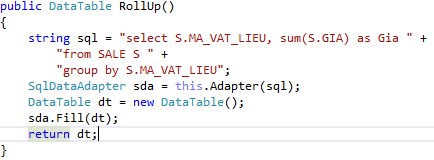 public DataTable RollUp()
{
string sql = "select S.MA_VAT_LIEU, sum(S.GIA) as Gia " +
"from SALE S " +
"group by S.MA_VAT_LIEU";
SqlDataAdapter sda = this.Adapter(sql);
DataTable dt = new DataTable();
sda.Fill(dt);
return dt;
}